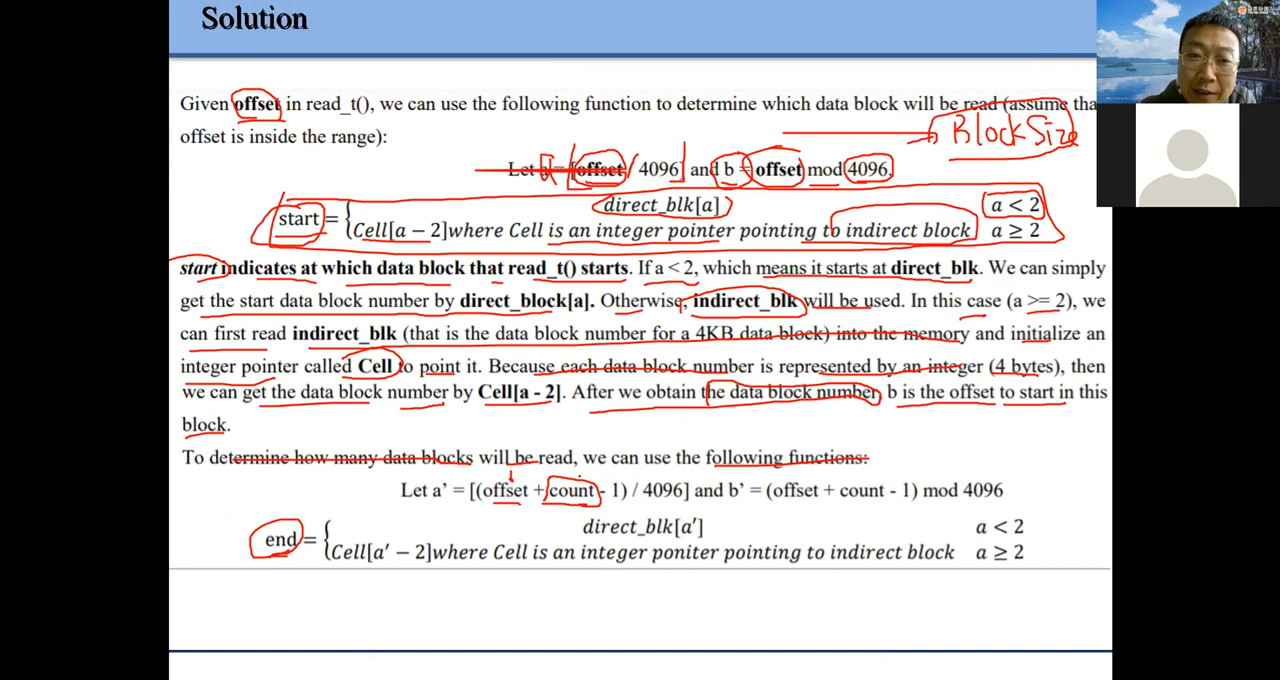 Solution
Given offset in read_t(), we can use the following function to determine which data block will be read (assume tha
offset is inside the range):
BlockSize
Let a = [offset / 4096] and b = offset mod 4096.
direct_blk[a] a < 2
start = {
Cell[a − 2]where Cell is an integer pointer pointing to indirect block a ≥ 2
start indicates at which data block that read_t() starts. If a < 2, which means it starts at direct_blk. We can simply
get the start data block number by direct_block[a]. Otherwise, indirect_blk will be used. In this case (a >= 2), we
can first read indirect_blk (that is the data block number for a 4KB data block) into the memory and initialize an
integer pointer called Cell to point it. Because each data block number is represented by an integer (4 bytes), then
we can get the data block number by Cell[a - 2]. After we obtain the data block number, b is the offset to start in this
block.
To determine how many data blocks will be read, we can use the following functions:
Let a’ = [(offset + count - 1) / 4096] and b’ = (offset + count - 1) mod 4096
direct_blk[a′] a < 2
end = {
Cell[a′ − 2]where Cell is an integer poniter pointing to indirect block a ≥ 2